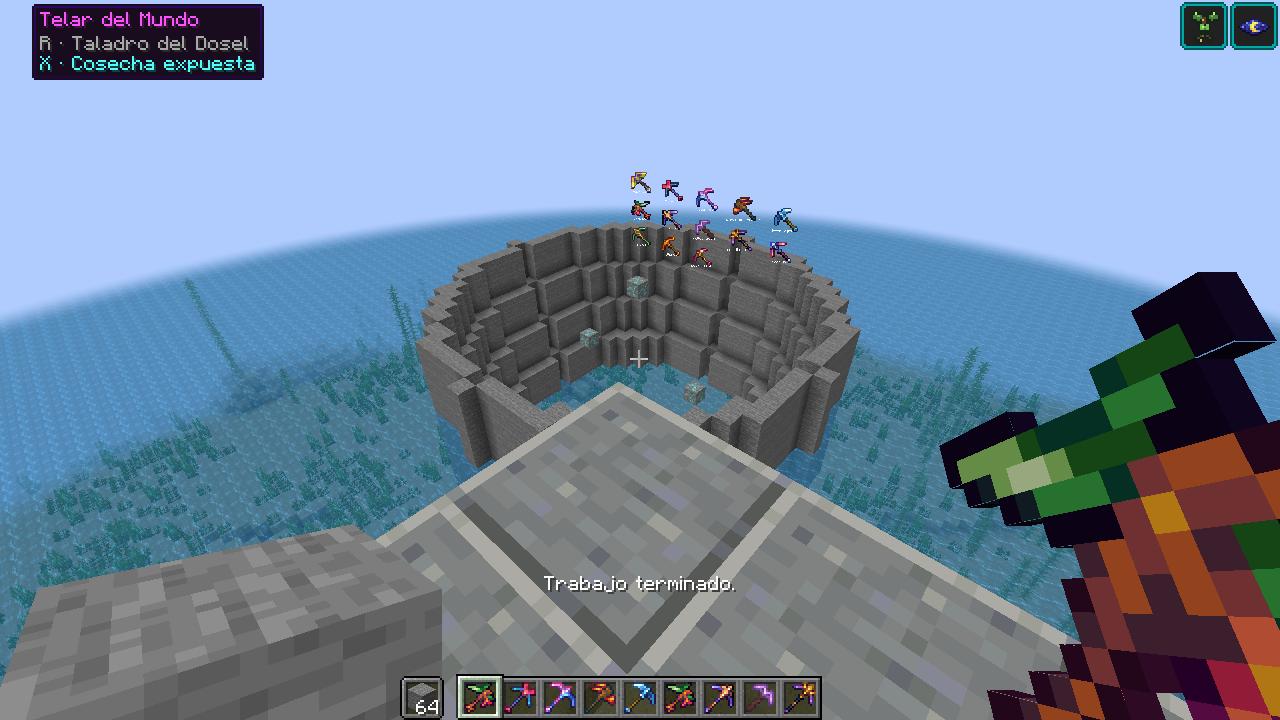 Telar del Mundo
R · Taladro del Dosel
X · Cosecha expuesta
Trabajo terminado.
64